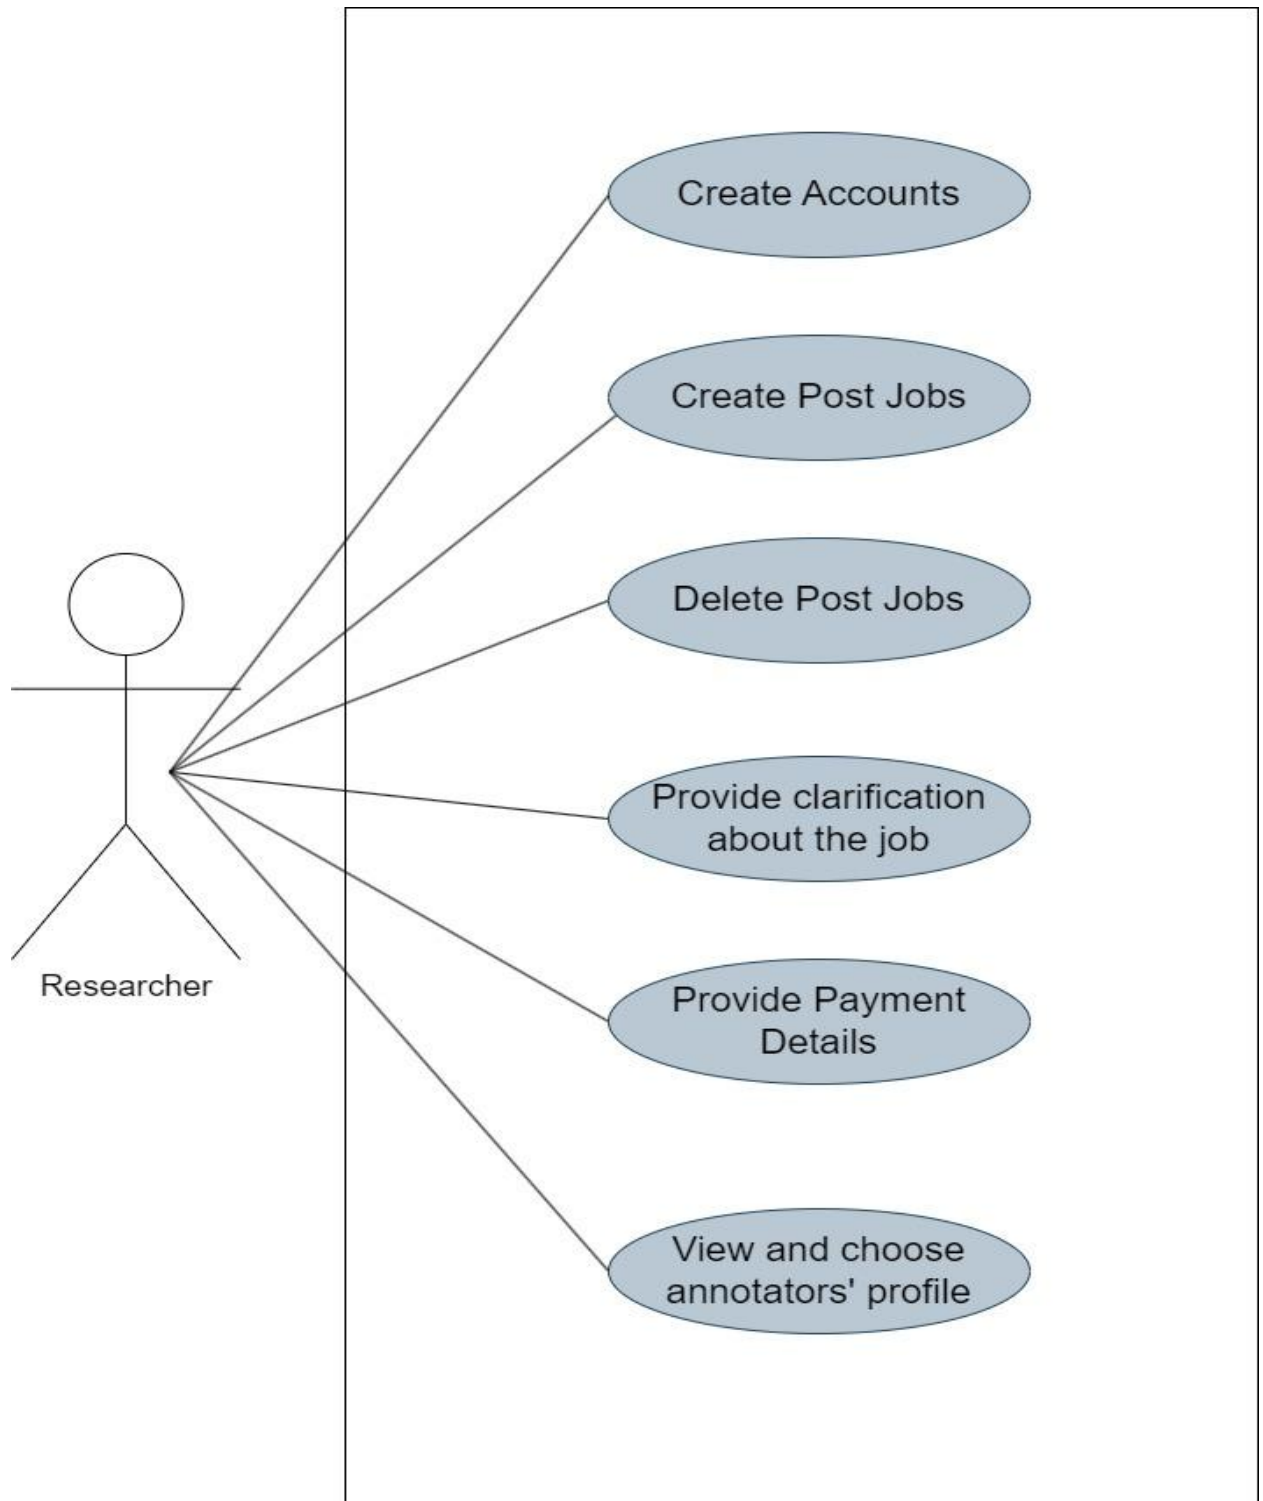 Create Accounts
Create Post Jobs
Delete Post Jobs
Provide clarification
about the job
Researcher
Provide Payment
Details
View and choose
annotators' profile